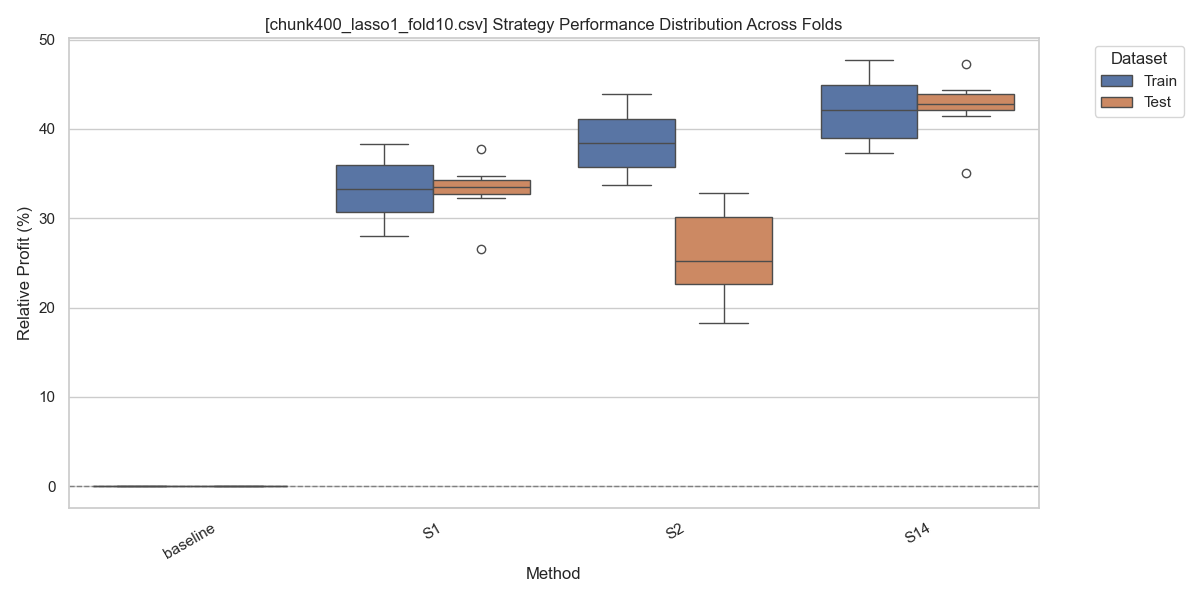 [chunk400_lasso1_fold10.csv] Strategy Performance Distribution Across Folds
Dataset
Train
Test
Relative Profit (%)
50
40
30
20
10
0
baseline
S1
S2
S14
Method